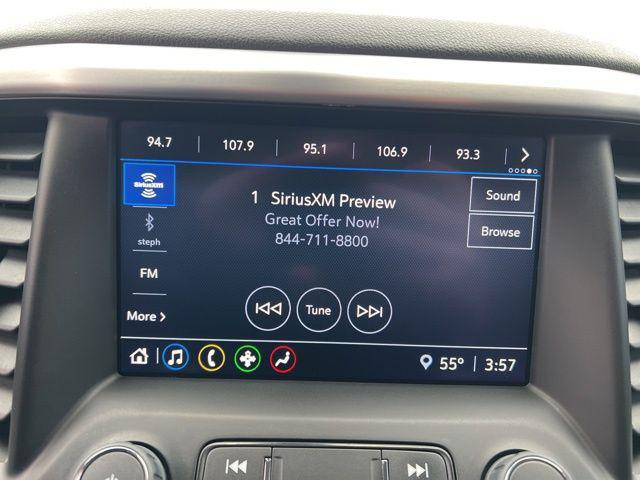 94.7 107.9 95.1 106.9 93.3
SiriusXM
1 SiriusXM Preview
Great Offer Now!
844-711-8800
Sound
Browse
steph
FM
More
Tune
55° 3:57